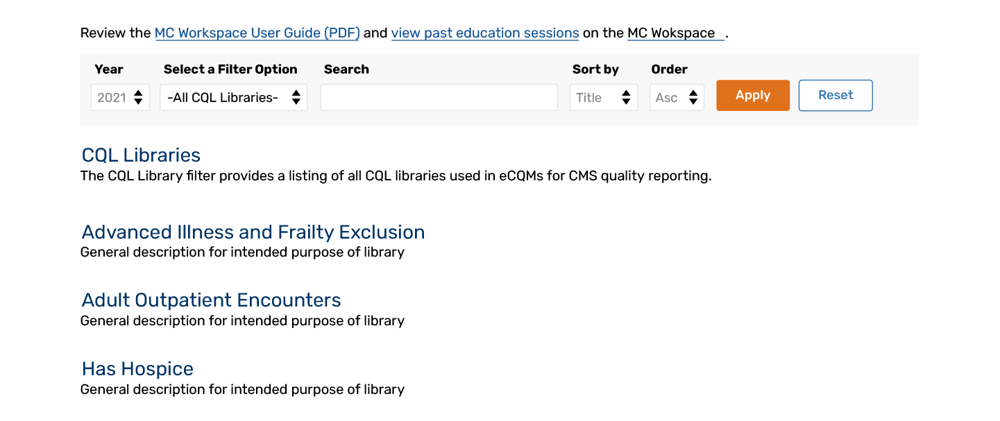 Review the MC Workspace User Guide (PDF) and view past education sessions on the MC Wokspace .
Year Select a Filter Option Search Sort by Order
2021 -All CQL Libraries- Title Asc Apply Reset
CQL Libraries
The CQL Library filter provides a listing of all CQL libraries used in eCQMs for CMS quality reporting.
Advanced Illness and Frailty Exclusion
General description for intended purpose of library
Adult Outpatient Encounters
General description for intended purpose of library
Has Hospice
General description for intended purpose of library